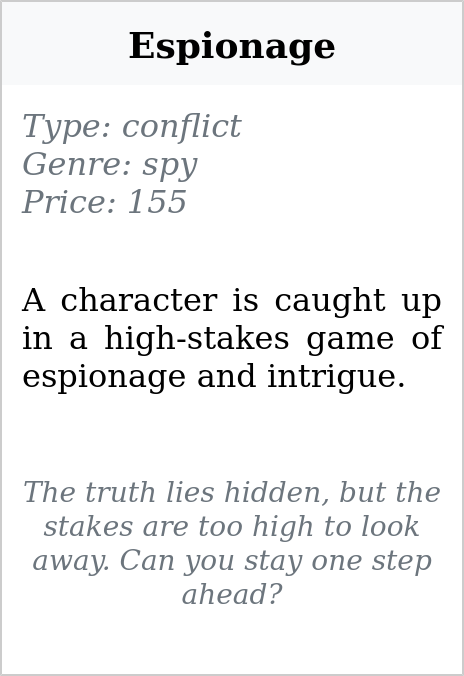 Espionage
Type: conflict
Genre: spy
Price: 155
A character is caught up
in a high-stakes game of
espionage and intrigue.
The truth lies hidden, but the
stakes are too high to look
away. Can you stay one step
ahead?